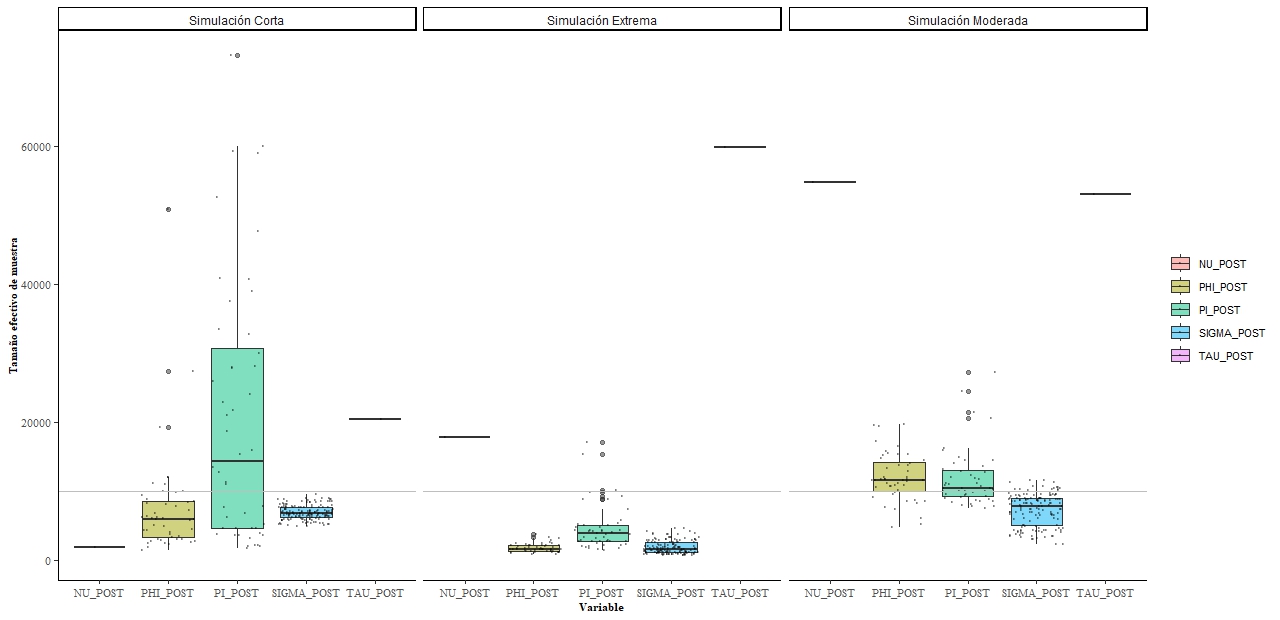 Simulación Corta
Simulación Extrema
Simulación Moderada
Tamaño efectivo de muestra
60000
40000
20000
0
NU_POST PHI_POST PI_POST SIGMA_POST TAU_POST
NU_POST PHI_POST PI_POST SIGMA_POST TAU_POST
NU_POST PHI_POST PI_POST SIGMA_POST TAU_POST
Variable
NU_POST
PHI_POST
PI_POST
SIGMA_POST
TAU_POST